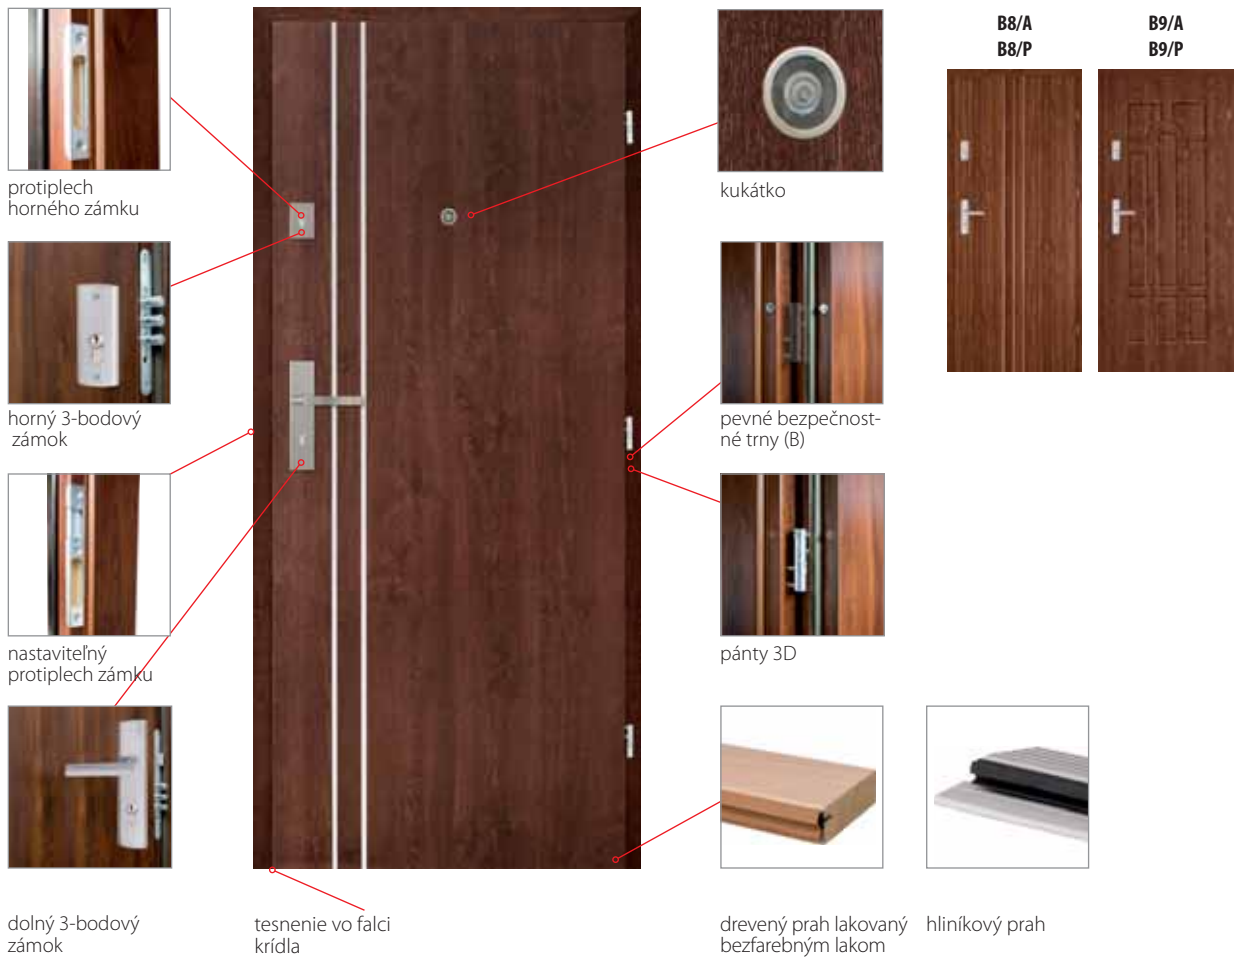 B8/A
B8/P
B9/A
B9/P
protiplech
horného zámku
kukátko
horný 3-bodový
zámok
pevné bezpečnost-
né trny (B)
nastaviteľný
protiplech zámku
pánty 3D
dolný 3-bodový
zámok
tesnenie vo falci
krídla
drevený prah lakovaný
bezfarebným lakom
hliníkový prah